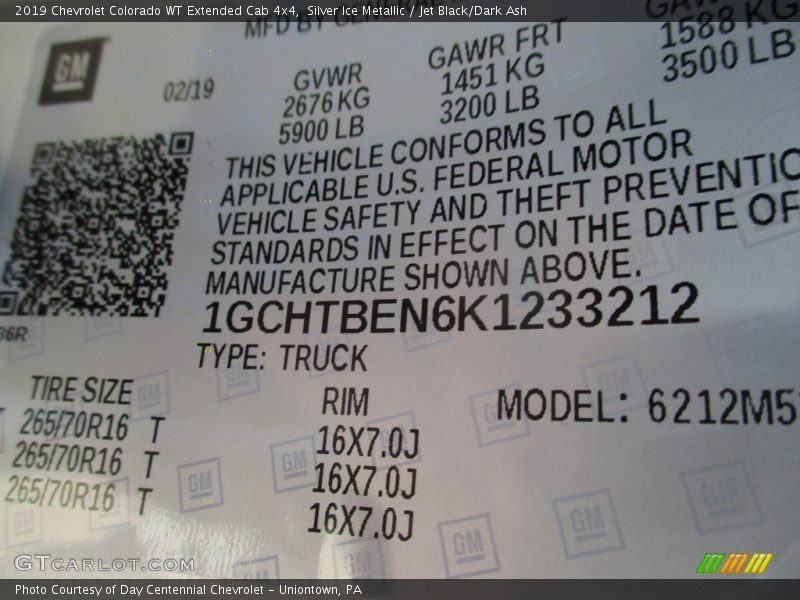 2019 Chevrolet Colorado WT Extended Cab 4x4, Silver Ice Metallic / Jet Black/Dark Ash
MFD BY GENERAL
GM
02/19
GVWR
2676 KG
5900 LB
GAWR FRT
1451 KG
3200 LB
1588 KG
3500 LB
THIS VEHICLE CONFORMS TO ALL
APPLICABLE U.S. FEDERAL MOTOR
VEHICLE SAFETY AND THEFT PREVENTIO
STANDARDS IN EFFECT ON THE DATE OF
MANUFACTURE SHOWN ABOVE.
1GCHTBEN6K1233212
TYPE: TRUCK
TIRE SIZE
265/70R16 T
265/70R16 T
265/70R16 T
RIM
16X7.0J
16X7.0J
16X7.0J
MODEL: 6212M5
GTCARLOT.COM
Photo Courtesy of Day Centennial Chevrolet - Uniontown, PA